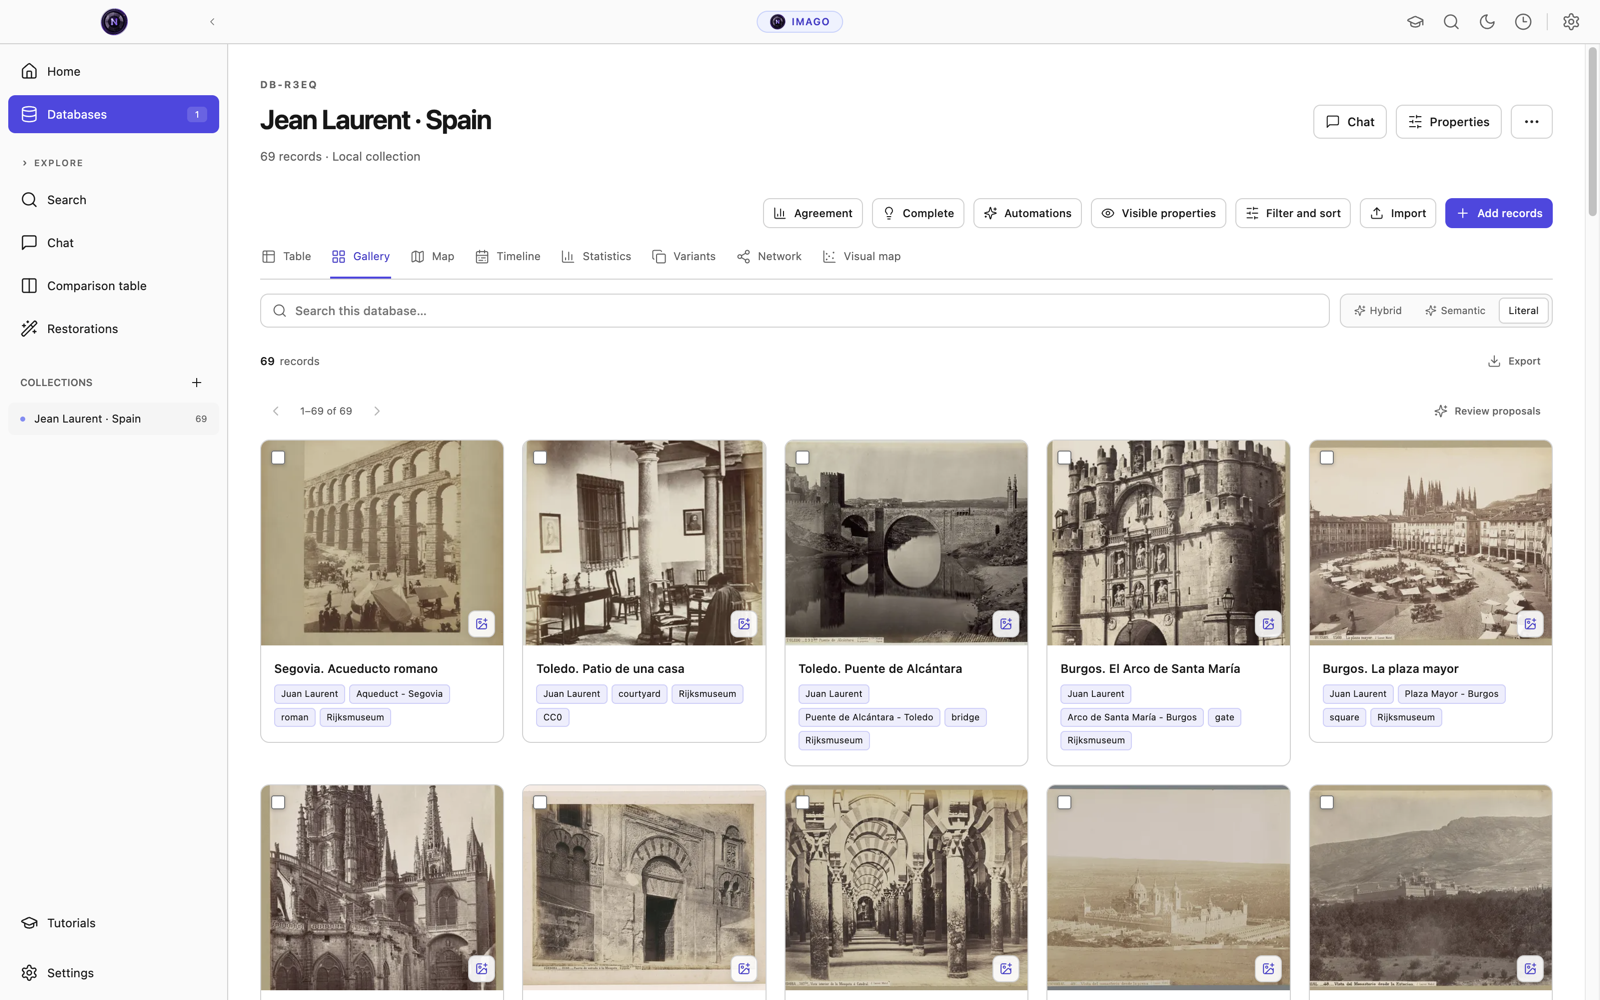 N
IMAGO
Home
Databases 1
EXPLORE
Search
Chat
Comparison table
Restorations
COLLECTIONS
Jean Laurent · Spain 69
Tutorials
Settings
DB-R3EQ
Jean Laurent · Spain
69 records · Local collection
Chat
Properties
Agreement
Complete
Automations
Visible properties
Filter and sort
Import
Add records
Table
Gallery
Map
Timeline
Statistics
Variants
Network
Visual map
Search this database...
Hybrid
Semantic
Literal
69 records
Export
1–69 of 69
Review proposals
Segovia. Acueducto romano
Juan Laurent
Aqueduct - Segovia
roman
Rijksmuseum
Toledo. Patio de una casa
Juan Laurent
courtyard
Rijksmuseum
CC0
Toledo. Puente de Alcántara
Juan Laurent
Puente de Alcántara - Toledo
bridge
Rijksmuseum
Burgos. El Arco de Santa María
Juan Laurent
Arco de Santa María - Burgos
gate
Rijksmuseum
Burgos. La plaza mayor
Juan Laurent
Plaza Mayor - Burgos
square
Rijksmuseum